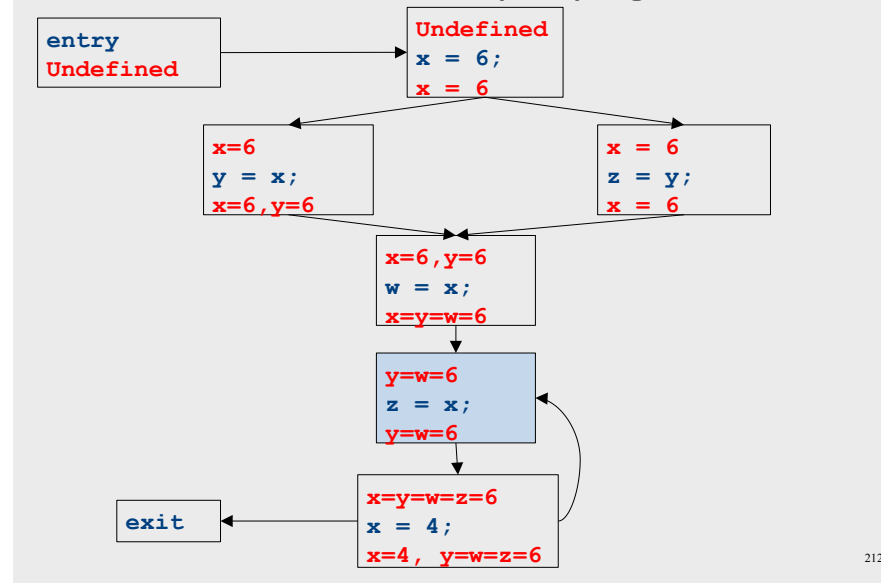 entry
Undefined
Undefined
x = 6;
x = 6
x=6
y = x;
x=6,y=6
x = 6
z = y;
x = 6
x=6,y=6
w = x;
x=y=w=6
y=w=6
z = x;
y=w=6
x=y=w=z=6
x = 4;
x=4, y=w=z=6
exit
212